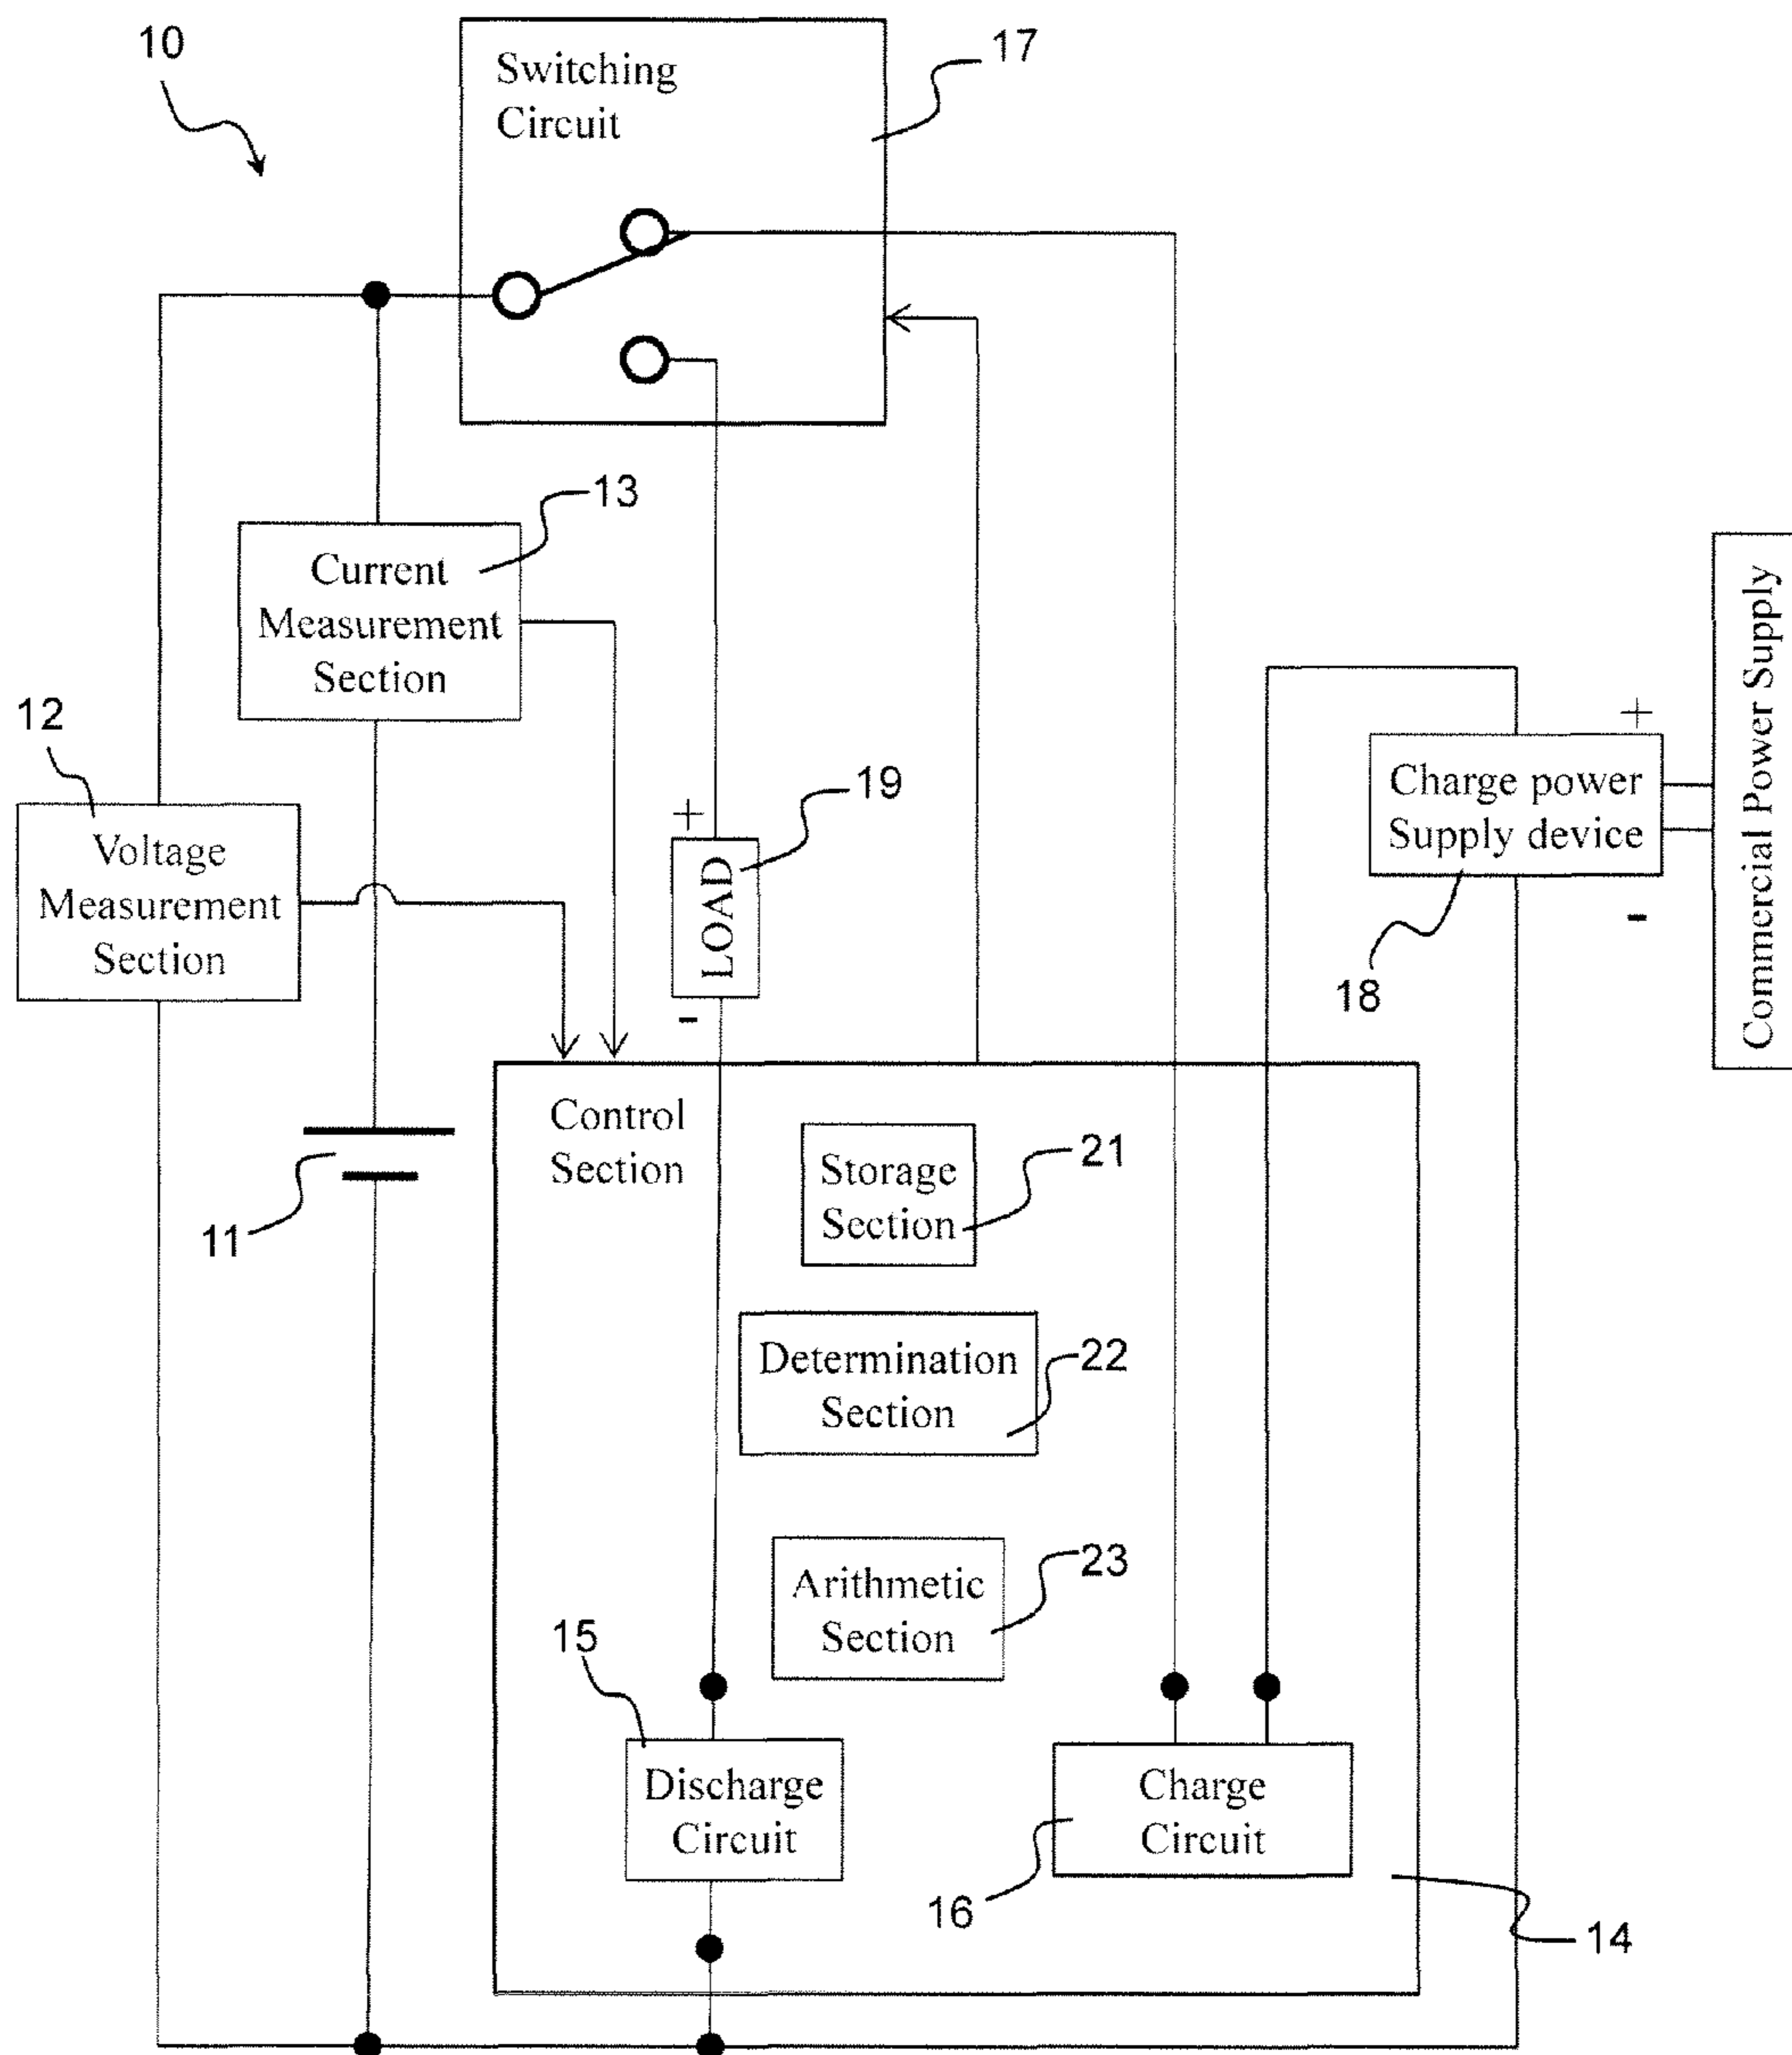 10
Switching
Circuit
17
13
Current
Measurement
Section
12
Voltage
Measurement
Section
+
19
LOAD
-
+
Charge power
Supply device
-
18
Commercial Power Supply
11
Control
Section
Storage
Section
21
Determination
Section
22
Arithmetic
Section
23
15
Discharge
Circuit
Charge
Circuit
16
14